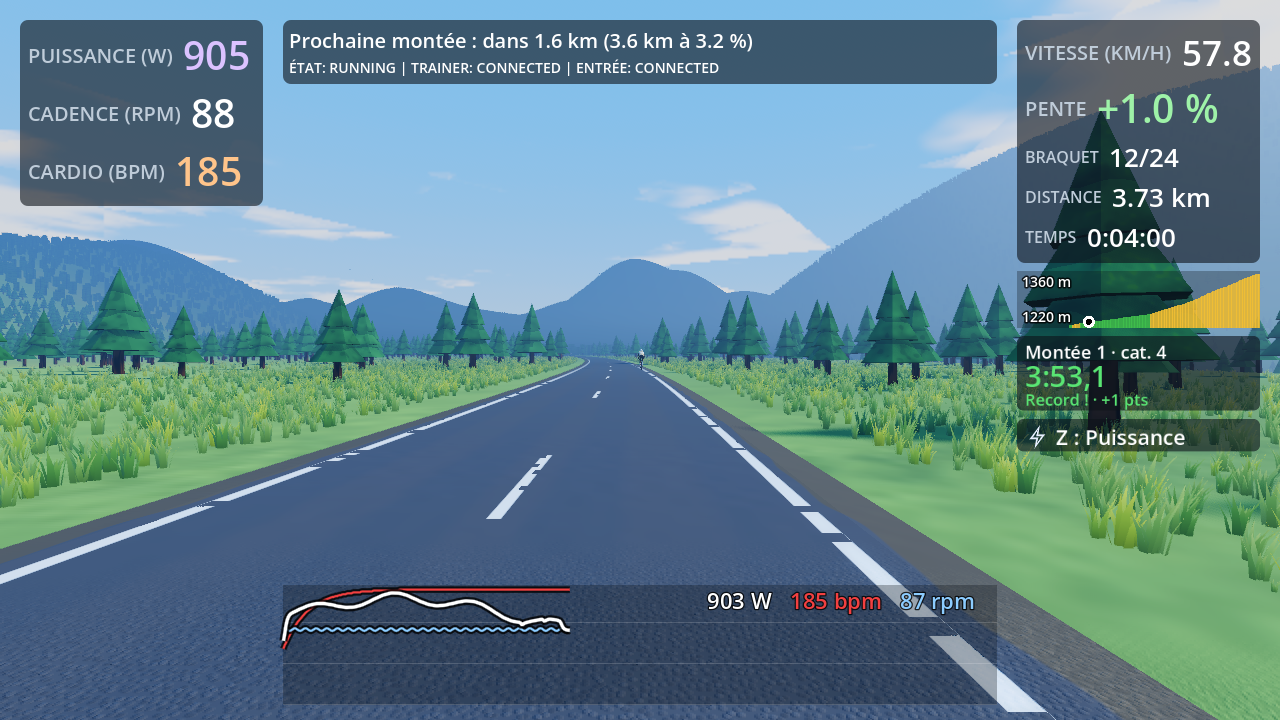 PUISSANCE (W) 905
CADENCE (RPM) 88
CARDIO (BPM) 185
Prochaine montée : dans 1.6 km (3.6 km à 3.2 %)
ÉTAT: RUNNING | TRAINER: CONNECTED | ENTRÉE: CONNECTED
VITESSE (KM/H) 57.8
PENTE +1.0 %
BRAQUET 12/24
DISTANCE 3.73 km
TEMPS 0:04:00
1360 m
1220 m
Montée 1 · cat. 4
3:53,1
Record ! · +1 pts
Z : Puissance
903 W 185 bpm 87 rpm